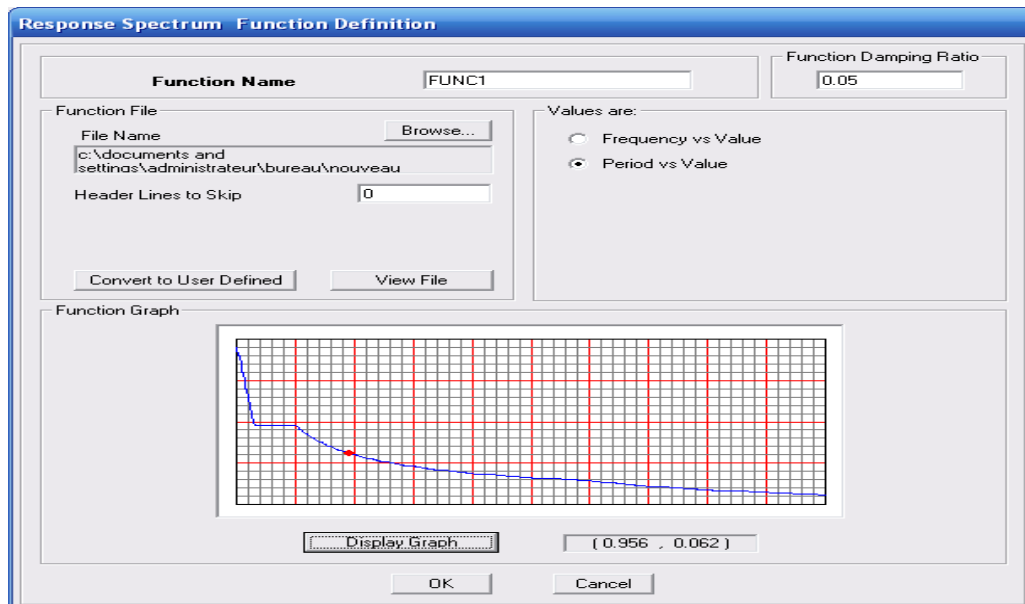 Response Spectrum Function Definition
Function Name
FUNC1
Function Damping Ratio
0.05
Function File
File Name
Browse...
c:\documents and
settings\administrateur\bureau\nouveau
Header Lines to Skip
0
Convert to User Defined
View File
Values are:
Frequency vs Value
Period vs Value
Function Graph
Display Graph
( 0.956 , 0.062 )
OK
Cancel